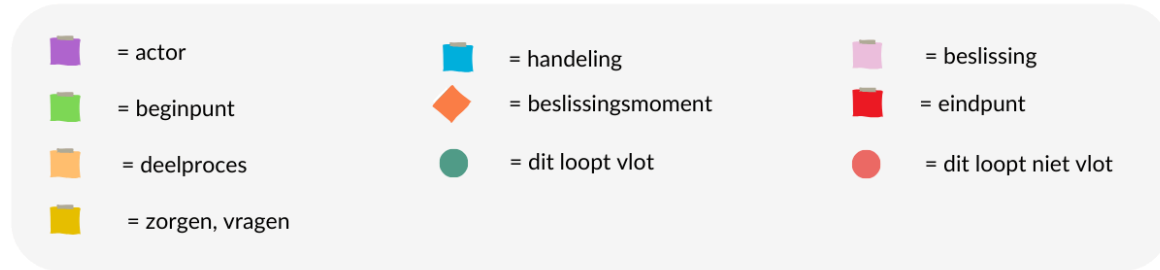 = actor
= beginpunt
= deelproces
= zorgen, vragen
= handeling
= beslissingsmoment
= dit loopt vlot
= beslissing
= eindpunt
= dit loopt niet vlot